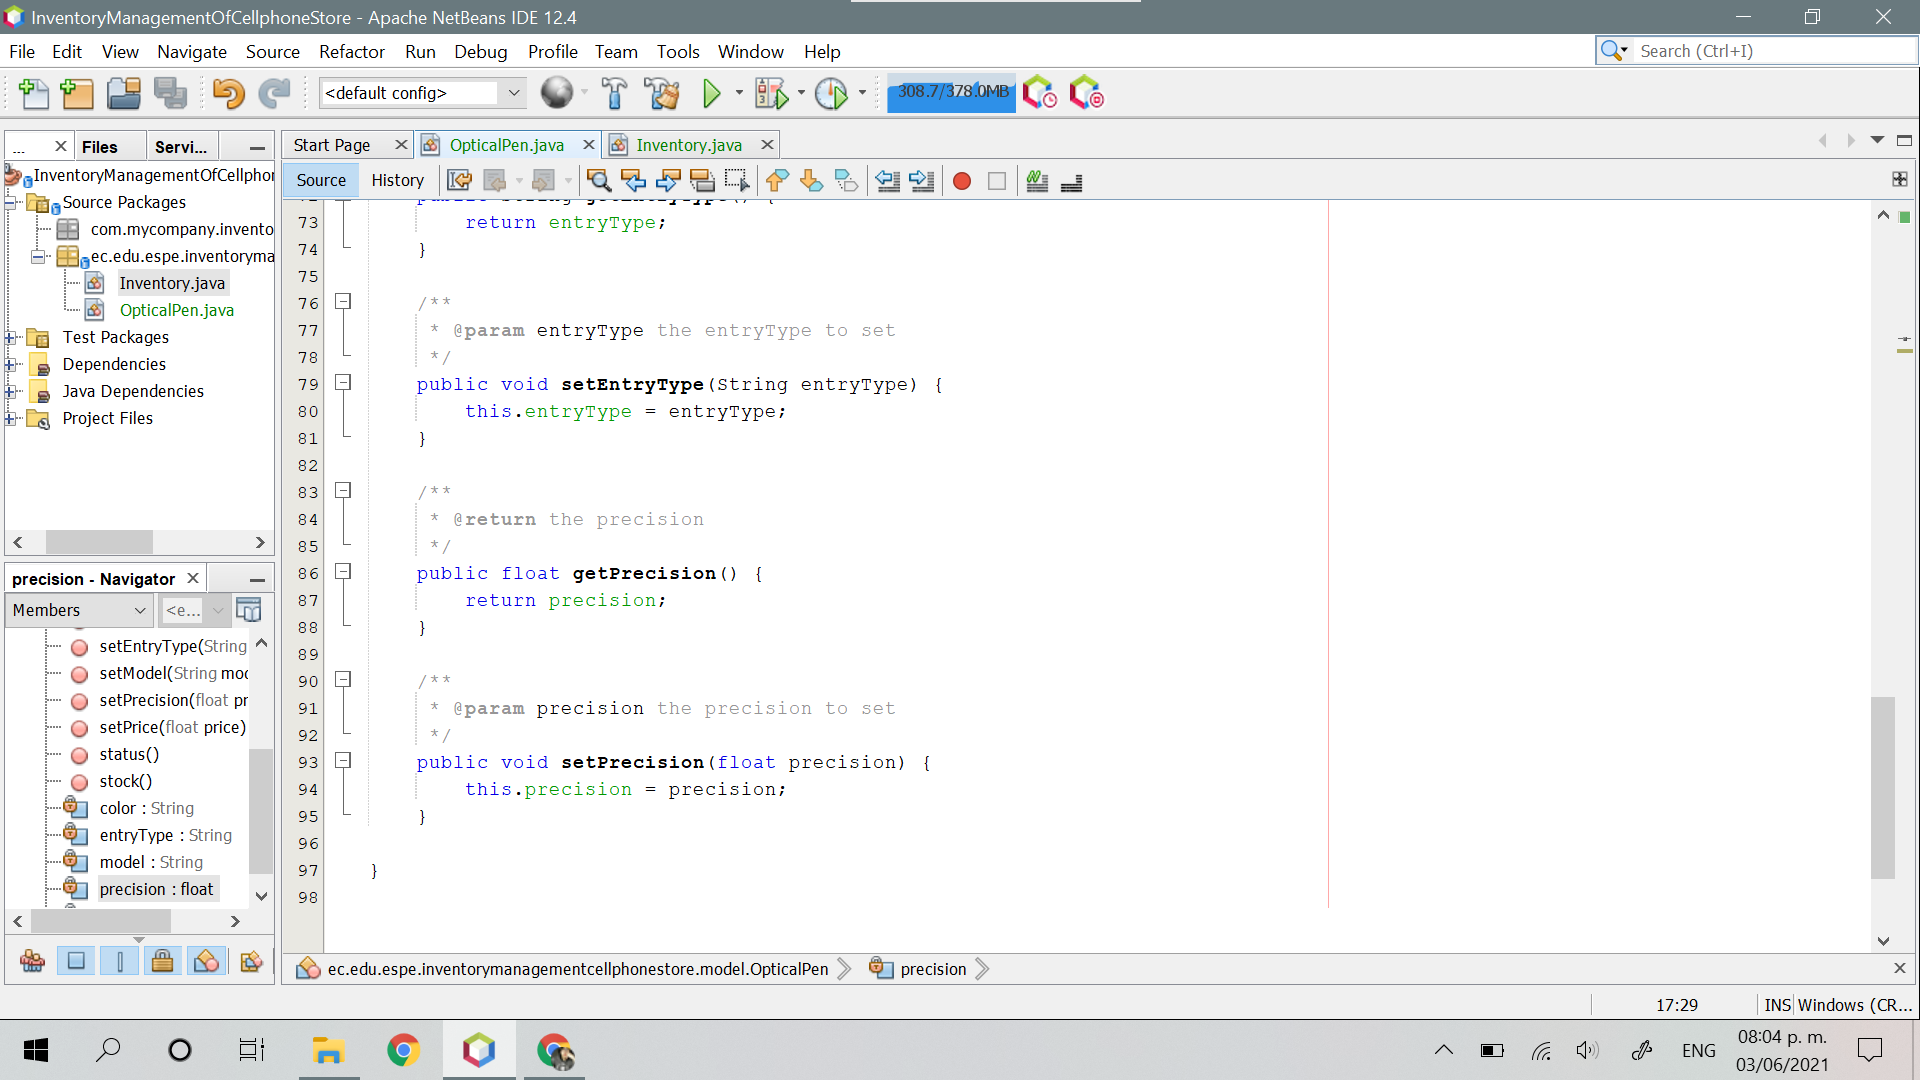 InventoryManagementOfCellphoneStore - Apache NetBeans IDE 12.4
File Edit View Navigate Source Refactor Run Debug Profile Team Tools Window Help
Search (Ctrl+I)
<default config>
308.7/378.0MB
... Files Servi...
Start Page OpticalPen.java Inventory.java
Source History
InventoryManagementOfCellphor
Source Packages
com.mycompany.invento
ec.edu.espe.inventoryma
Inventory.java
OpticalPen.java
Test Packages
Dependencies
Java Dependencies
Project Files
precision - Navigator
Members <e...
setEntryType(String
setModel(String mod
setPrecision(float pr
setPrice(float price)
status()
stock()
color : String
entryType : String
model : String
precision : float
72 public String getEntryType() {
73 return entryType;
74 }
75
76 /**
77 * @param entryType the entryType to set
78 */
79 public void setEntryType(String entryType) {
80 this.entryType = entryType;
81 }
82
83 /**
84 * @return the precision
85 */
86 public float getPrecision() {
87 return precision;
88 }
89
90 /**
91 * @param precision the precision to set
92 */
93 public void setPrecision(float precision) {
94 this.precision = precision;
95 }
96
97 }
98
ec.edu.espe.inventorymanagementcellphonestore.model.OpticalPen precision
17:29 INS Windows (CR...
ENG
08:04 p. m.
03/06/2021